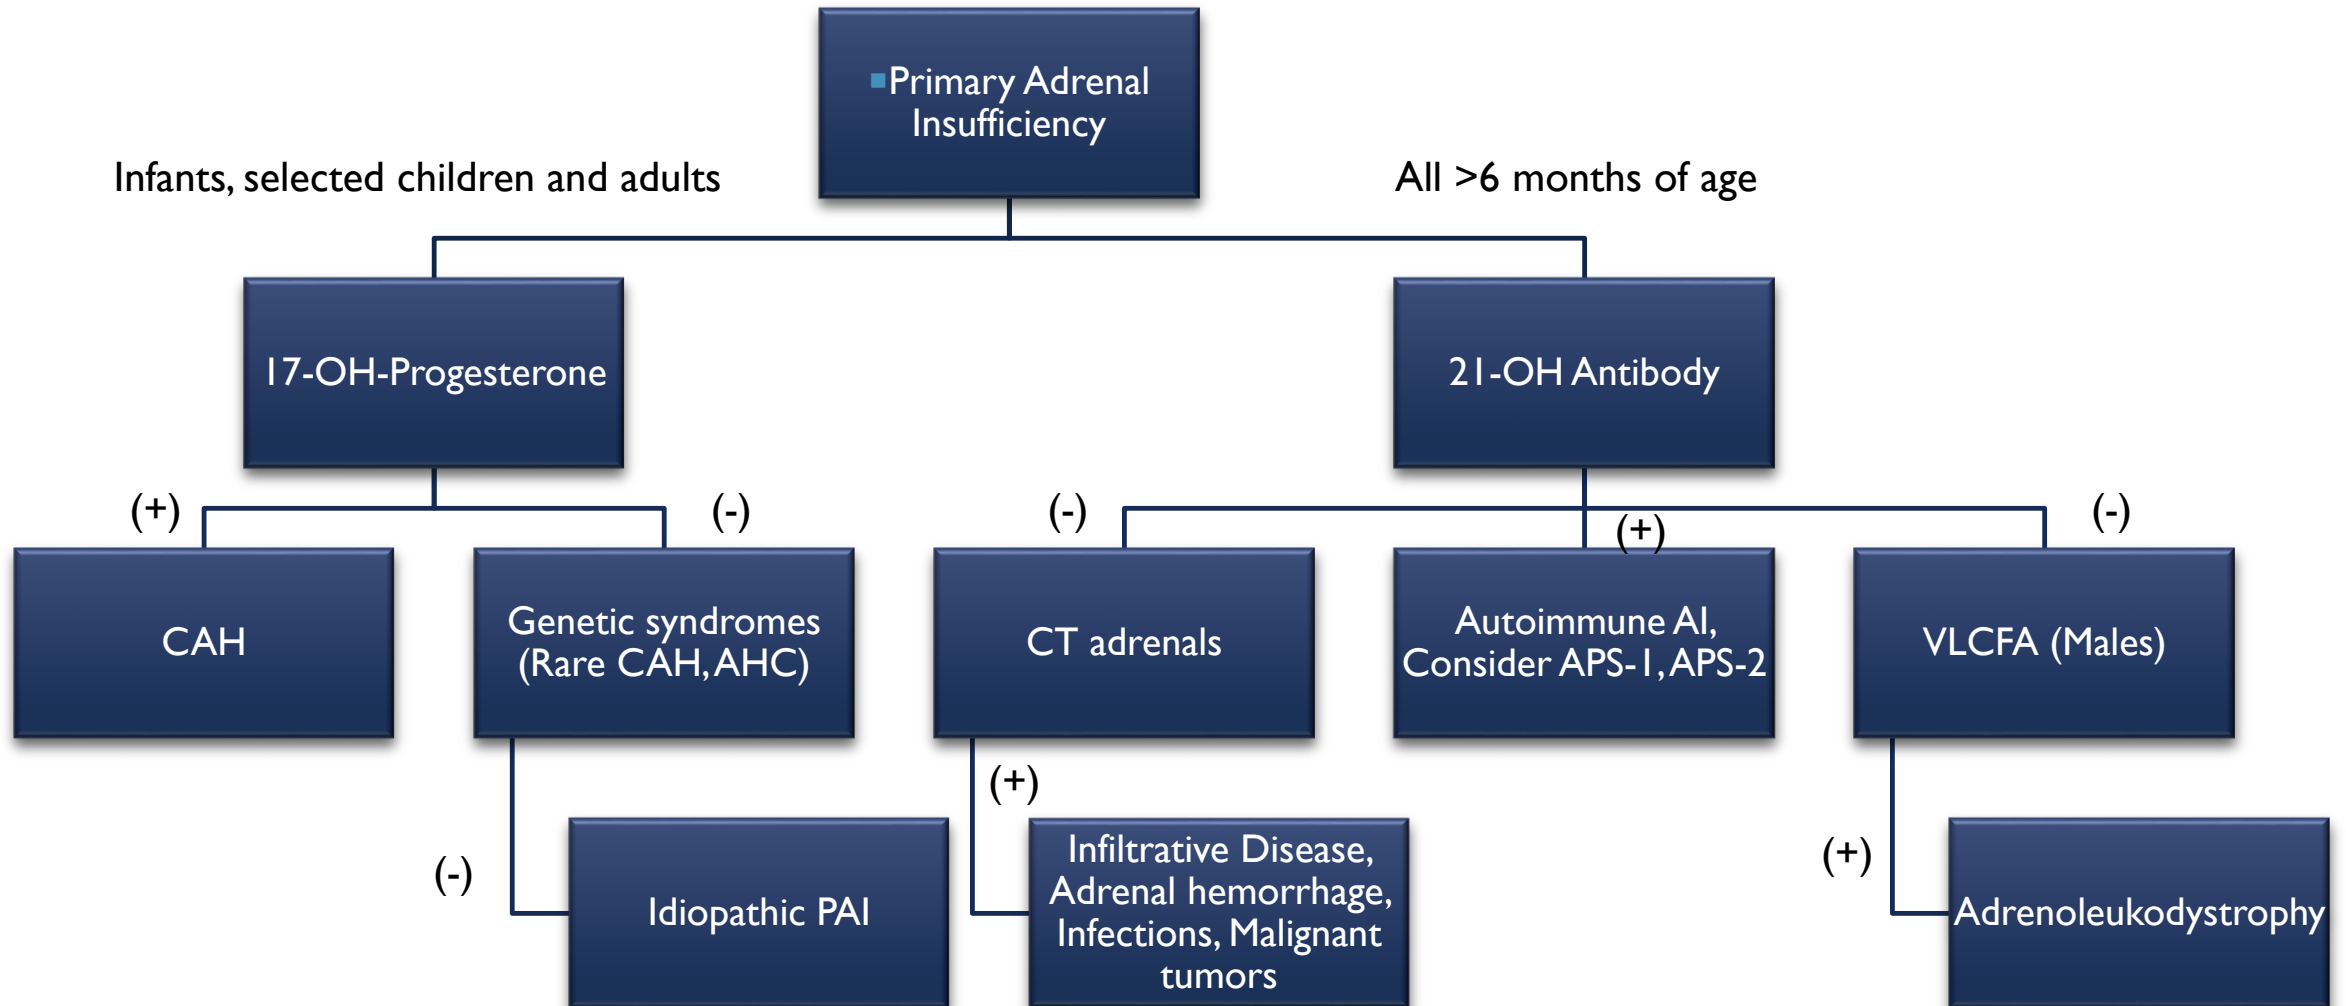 ▪Primary Adrenal
Insufficiency
Infants, selected children and adults
All >6 months of age
17-OH-Progesterone
21-OH Antibody
(+)
(-)
(-)
(+)
(-)
CAH
Genetic syndromes
(Rare CAH, AHC)
CT adrenals
Autoimmune AI,
Consider APS-1, APS-2
VLCFA (Males)
(-)
Idiopathic PAI
(+)
Infiltrative Disease,
Adrenal hemorrhage,
Infections, Malignant
tumors
(+)
Adrenoleukodystrophy